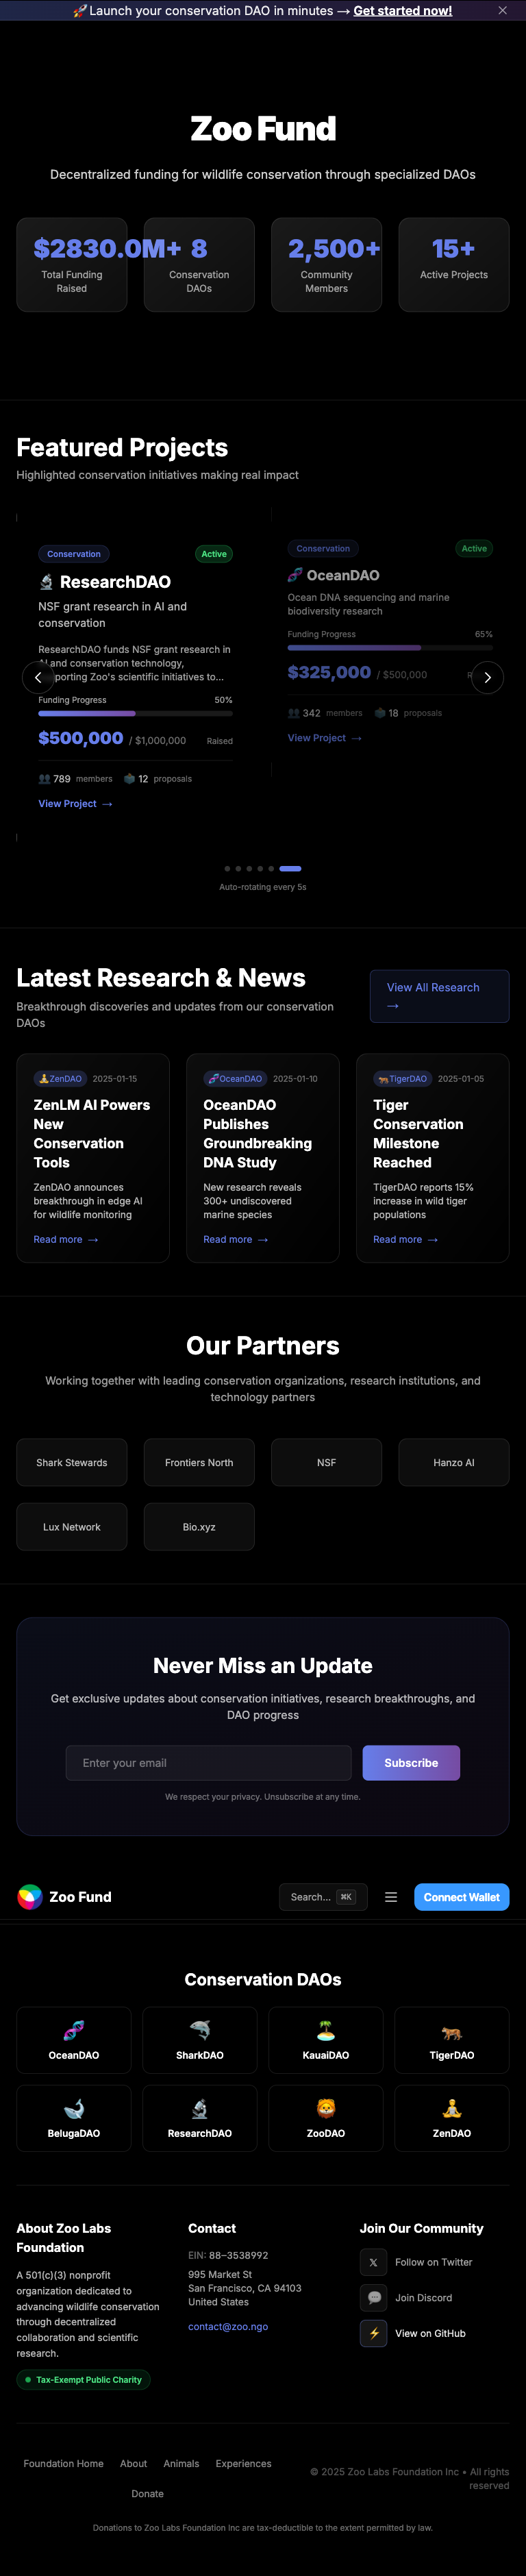 🚀 Launch your conservation DAO in minutes → Get started now!
Zoo Fund
Decentralized funding for wildlife conservation through specialized DAOs
$2830.0M+
Total Funding
Raised
8
Conservation
DAOs
2,500+
Community
Members
15+
Active Projects
Featured Projects
Highlighted conservation initiatives making real impact
Conservation
Active
ResearchDAO
NSF grant research in AI and
conservation
ResearchDAO funds NSF grant research in
AI and conservation technology,
supporting Zoo's scientific initiatives to...
Funding Progress
50%
$500,000 / $1,000,000
Raised
789 members
12 proposals
View Project →
Conservation
Active
OceanDAO
Ocean DNA sequencing and marine
biodiversity research
Funding Progress
65%
$325,000 / $500,000
342 members
18 proposals
View Project →
Auto-rotating every 5s
Latest Research & News
Breakthrough discoveries and updates from our conservation
DAOs
View All Research
→
ZenDAO
2025-01-15
ZenLM AI Powers
New
Conservation
Tools
ZenDAO announces
breakthrough in edge AI
for wildlife monitoring
Read more →
OceanDAO
2025-01-10
OceanDAO
Publishes
Groundbreaking
DNA Study
New research reveals
300+ undiscovered
marine species
Read more →
TigerDAO
2025-01-05
Tiger
Conservation
Milestone
Reached
TigerDAO reports 15%
increase in wild tiger
populations
Read more →
Our Partners
Working together with leading conservation organizations, research institutions, and
technology partners
Shark Stewards
Frontiers North
NSF
Hanzo AI
Lux Network
Bio.xyz
Never Miss an Update
Get exclusive updates about conservation initiatives, research breakthroughs, and
DAO progress
Enter your email
Subscribe
We respect your privacy. Unsubscribe at any time.
Zoo Fund
Search...
⌘K
Connect Wallet
Conservation DAOs
OceanDAO
SharkDAO
KauaiDAO
TigerDAO
BelugaDAO
ResearchDAO
ZooDAO
ZenDAO
About Zoo Labs
Foundation
A 501(c)(3) nonprofit
organization dedicated to
advancing wildlife conservation
through decentralized
collaboration and scientific
research.
Tax-Exempt Public Charity
Contact
EIN: 88–3538992
995 Market St
San Francisco, CA 94103
United States
contact@zoo.ngo
Join Our Community
Follow on Twitter
Join Discord
View on GitHub
Foundation Home
About
Animals
Experiences
Donate
© 2025 Zoo Labs Foundation Inc • All rights
reserved
Donations to Zoo Labs Foundation Inc are tax-deductible to the extent permitted by law.